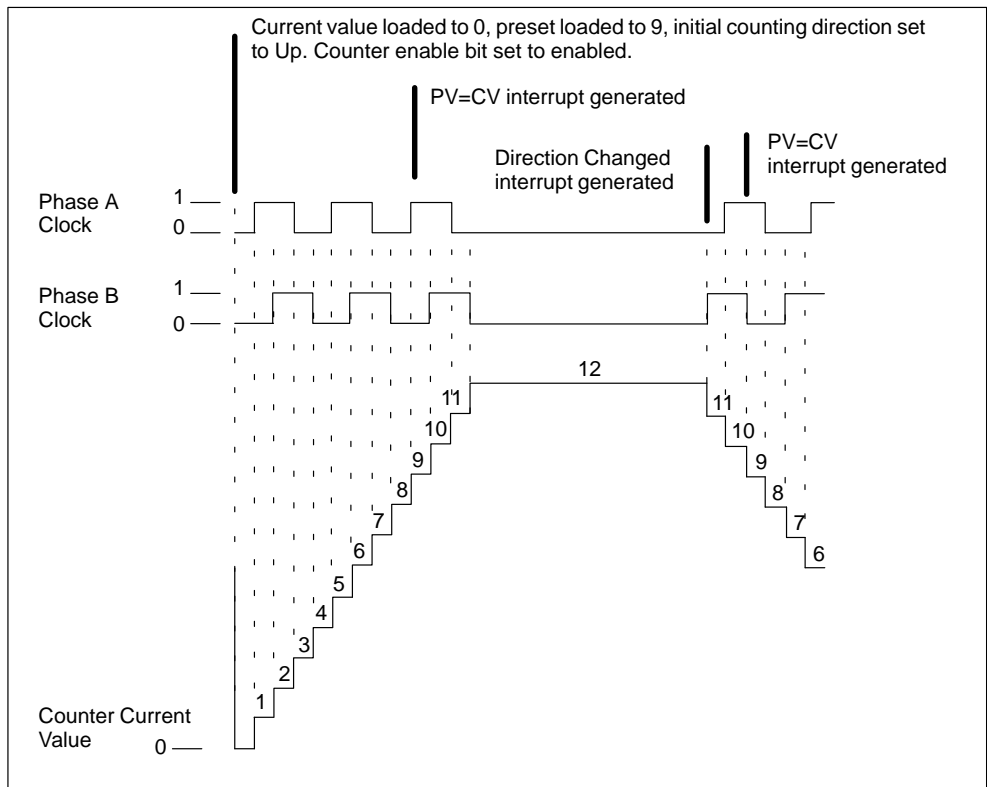 Current value loaded to 0, preset loaded to 9, initial counting direction set
to Up. Counter enable bit set to enabled.
PV=CV interrupt generated
Direction Changed
interrupt generated
PV=CV
interrupt generated
Phase A
Clock
1
0
Phase B
Clock
1
0
12
11
10
9
8
7
6
5
4
3
2
1
11
10
9
8
7
6
Counter Current
Value
0